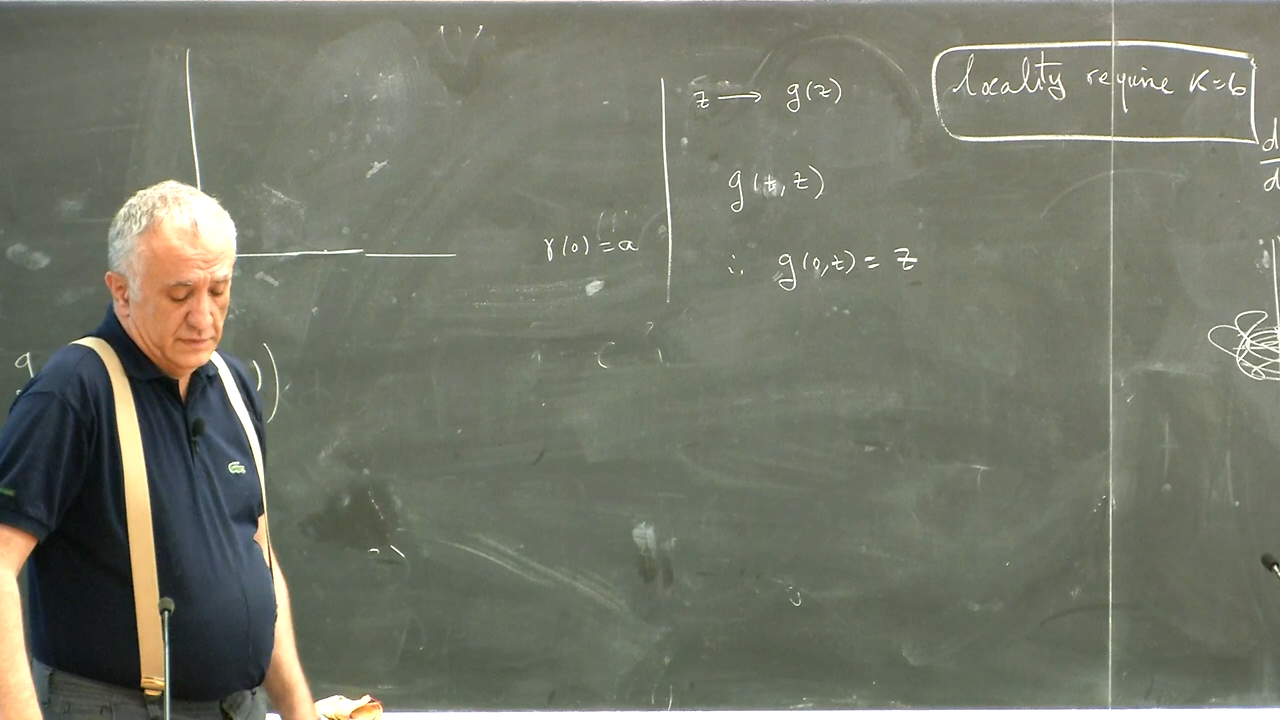 z → g(z)
g(t, z)
γ(0) = a
∴ g(0, z) = z
locality require K=6
d
d
g
))